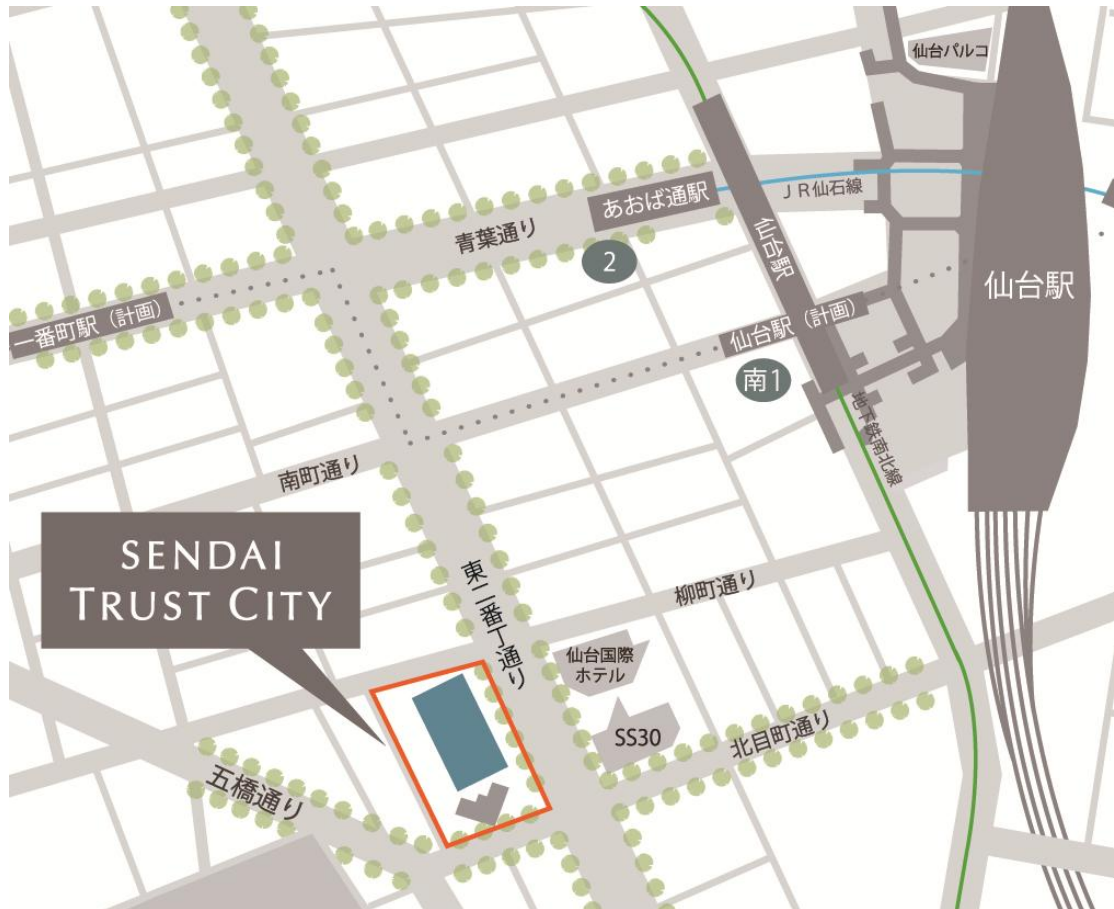 仙台パルコ
あおば通駅
JR仙石線
青葉通り
2
仙台駅
仙台駅
一番町駅（計画）
仙台駅（計画）
南1
地下鉄南北線
南町通り
SENDAI
TRUST CITY
東二番丁通り
柳町通り
仙台国際
ホテル
SS30
北目町通り
五橋通り